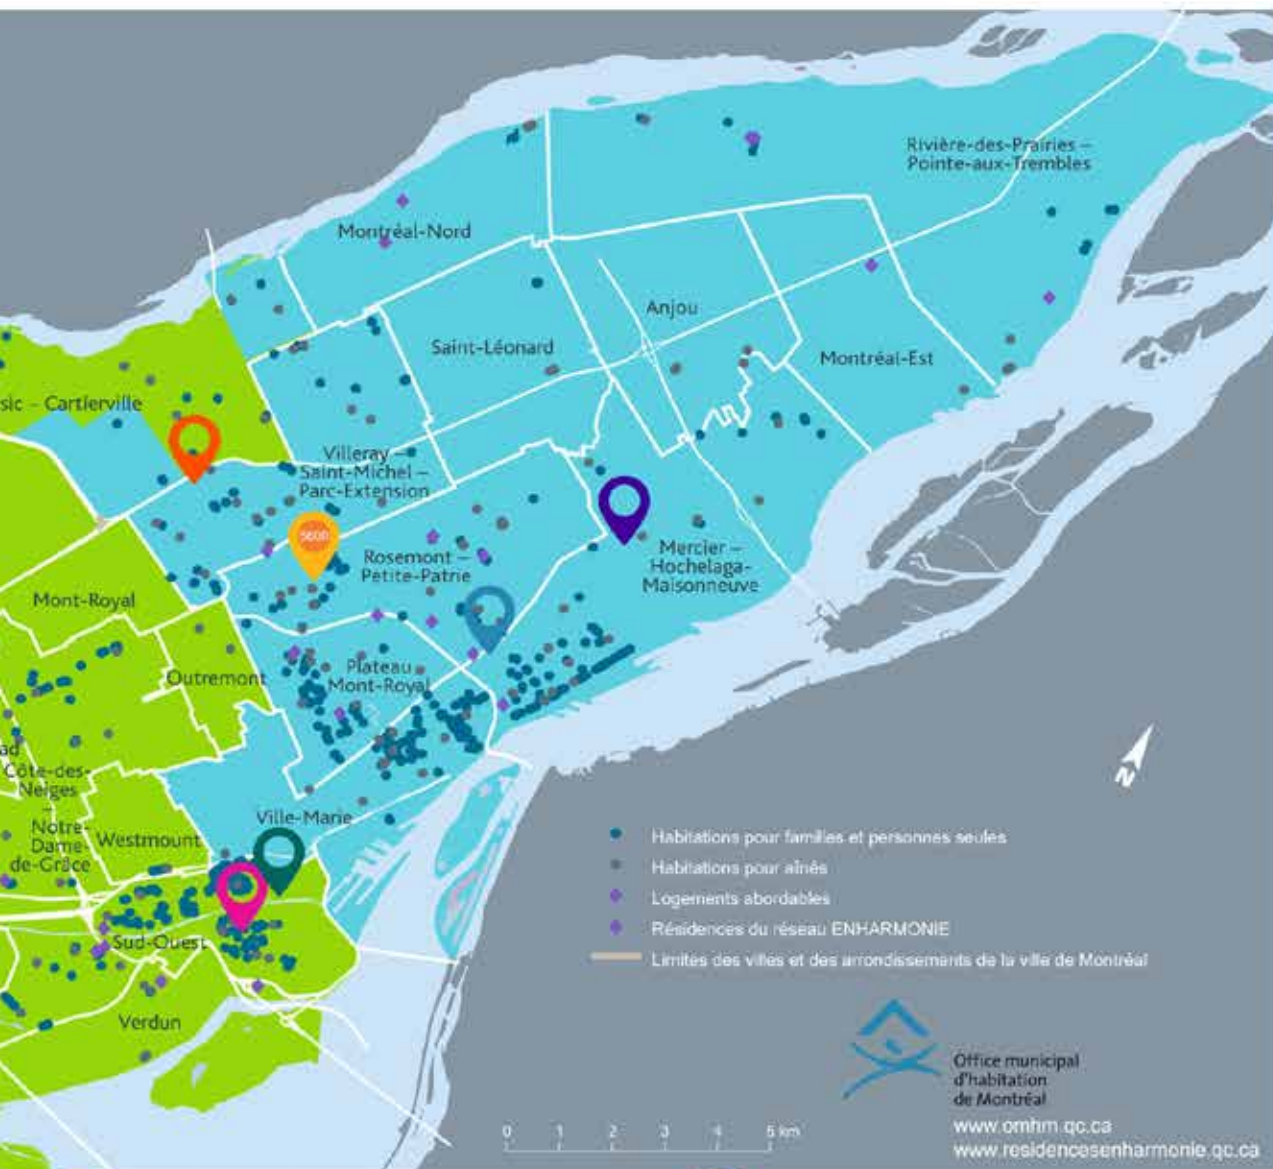 Rivière-des-Prairies –
Pointe-aux-Trembles
Montréal-Nord
Anjou
Saint-Léonard
Montréal-Est
sic – Cartierville
Villeray –
Saint-Michel –
Parc-Extension
5800
Rosemont –
Petite-Patrie
Mercier –
Hochelaga-
Maisonneuve
Mont-Royal
Outremont
Plateau
Mont-Royal
ad
Côte-des-
Neiges
–
Notre-
Dame-
de-Grâce
Westmount
Ville-Marie
Sud-Ouest
Verdun
N
Habitations pour familles et personnes seules
Habitations pour aînés
Logements abordables
Résidences du réseau ENHARMONIE
Limites des villes et des arrondissements de la ville de Montréal
Office municipal
d'habitation
de Montréal
www.omhm.qc.ca
www.residencesenharmonie.qc.ca
0 1 2 3 4 5 km